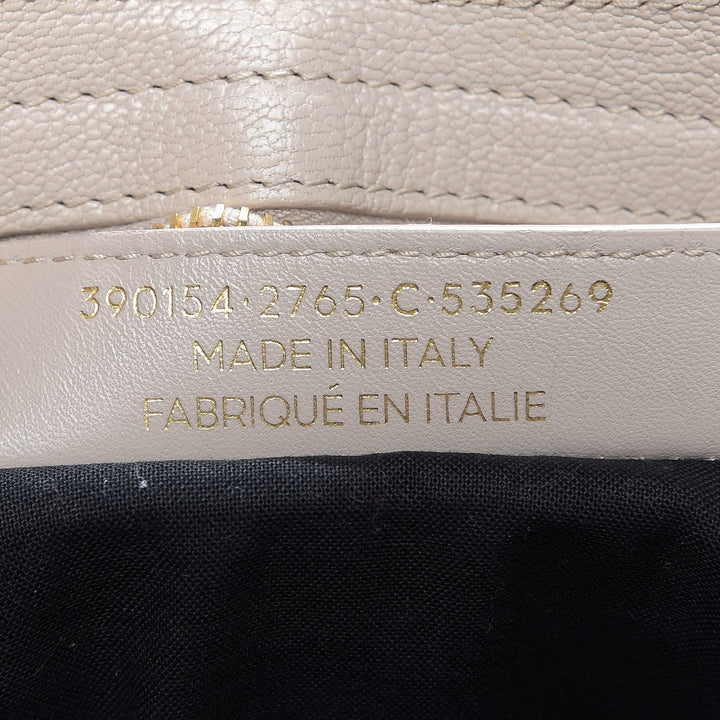 390154·2765·C·535269
MADE IN ITALY
FABRIQUÉ EN ITALIE